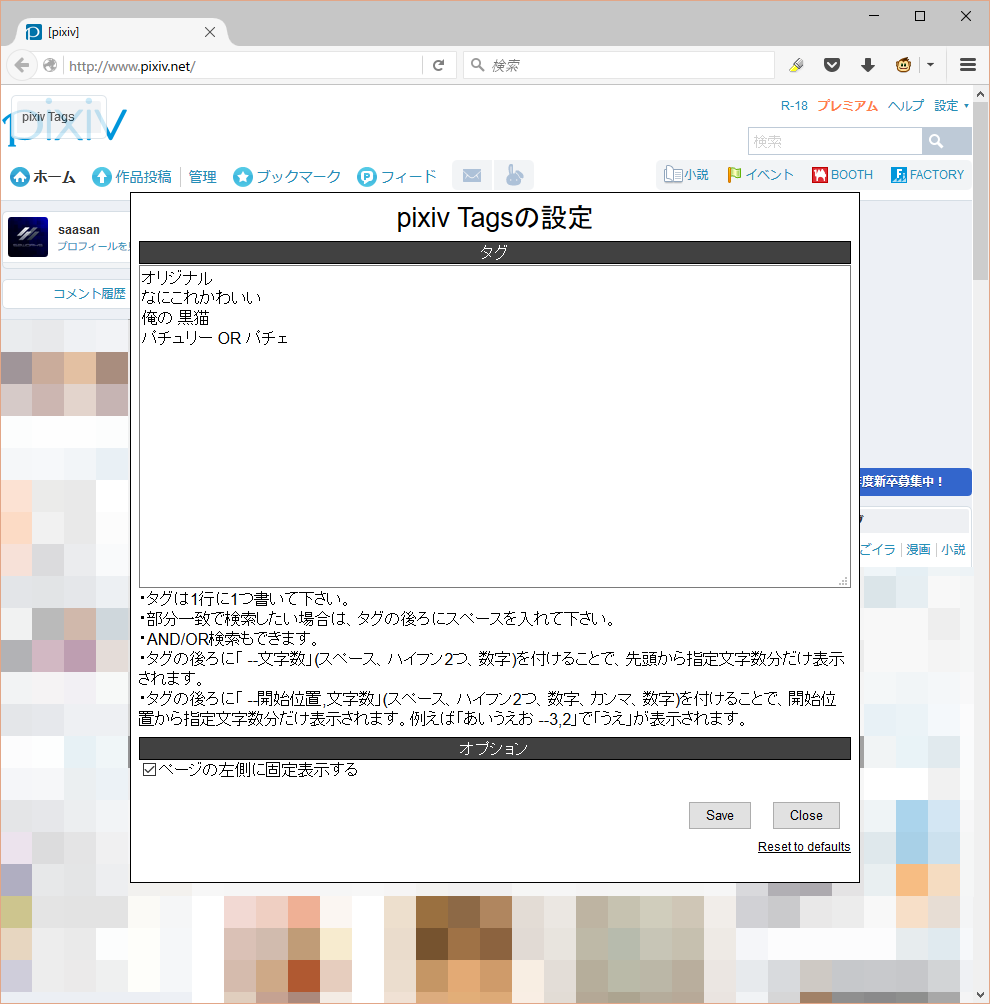 [pixiv]
http://www.pixiv.net/
検索
pixiv
pixiv Tags
R-18 プレミアム ヘルプ 設定
検索
ホーム 作品投稿 管理 ブックマーク フィード
小説 イベント BOOTH FACTORY
saasan
プロフィールを
コメント履歴
pixiv Tagsの設定
タグ
オリジナル
なにこれかわいい
俺の 黒猫
パチュリー OR パチェ
・タグは1行に1つ書いて下さい。
・部分一致で検索したい場合は、タグの後ろにスペースを入れて下さい。
・AND/OR検索もできます。
・タグの後ろに「 --文字数」(スペース、ハイフン2つ、数字)を付けることで、先頭から指定文字数分だけ表示
されます。
・タグの後ろに「 --開始位置,文字数」(スペース、ハイフン2つ、数字、カンマ、数字)を付けることで、開始位
置から指定文字数分だけ表示されます。例えば「あいうえお --3,2」で「うえ」が表示されます。
オプション
ページの左側に固定表示する
Save Close
Reset to defaults
度新卒募集中！
ごイラ 漫画 小説